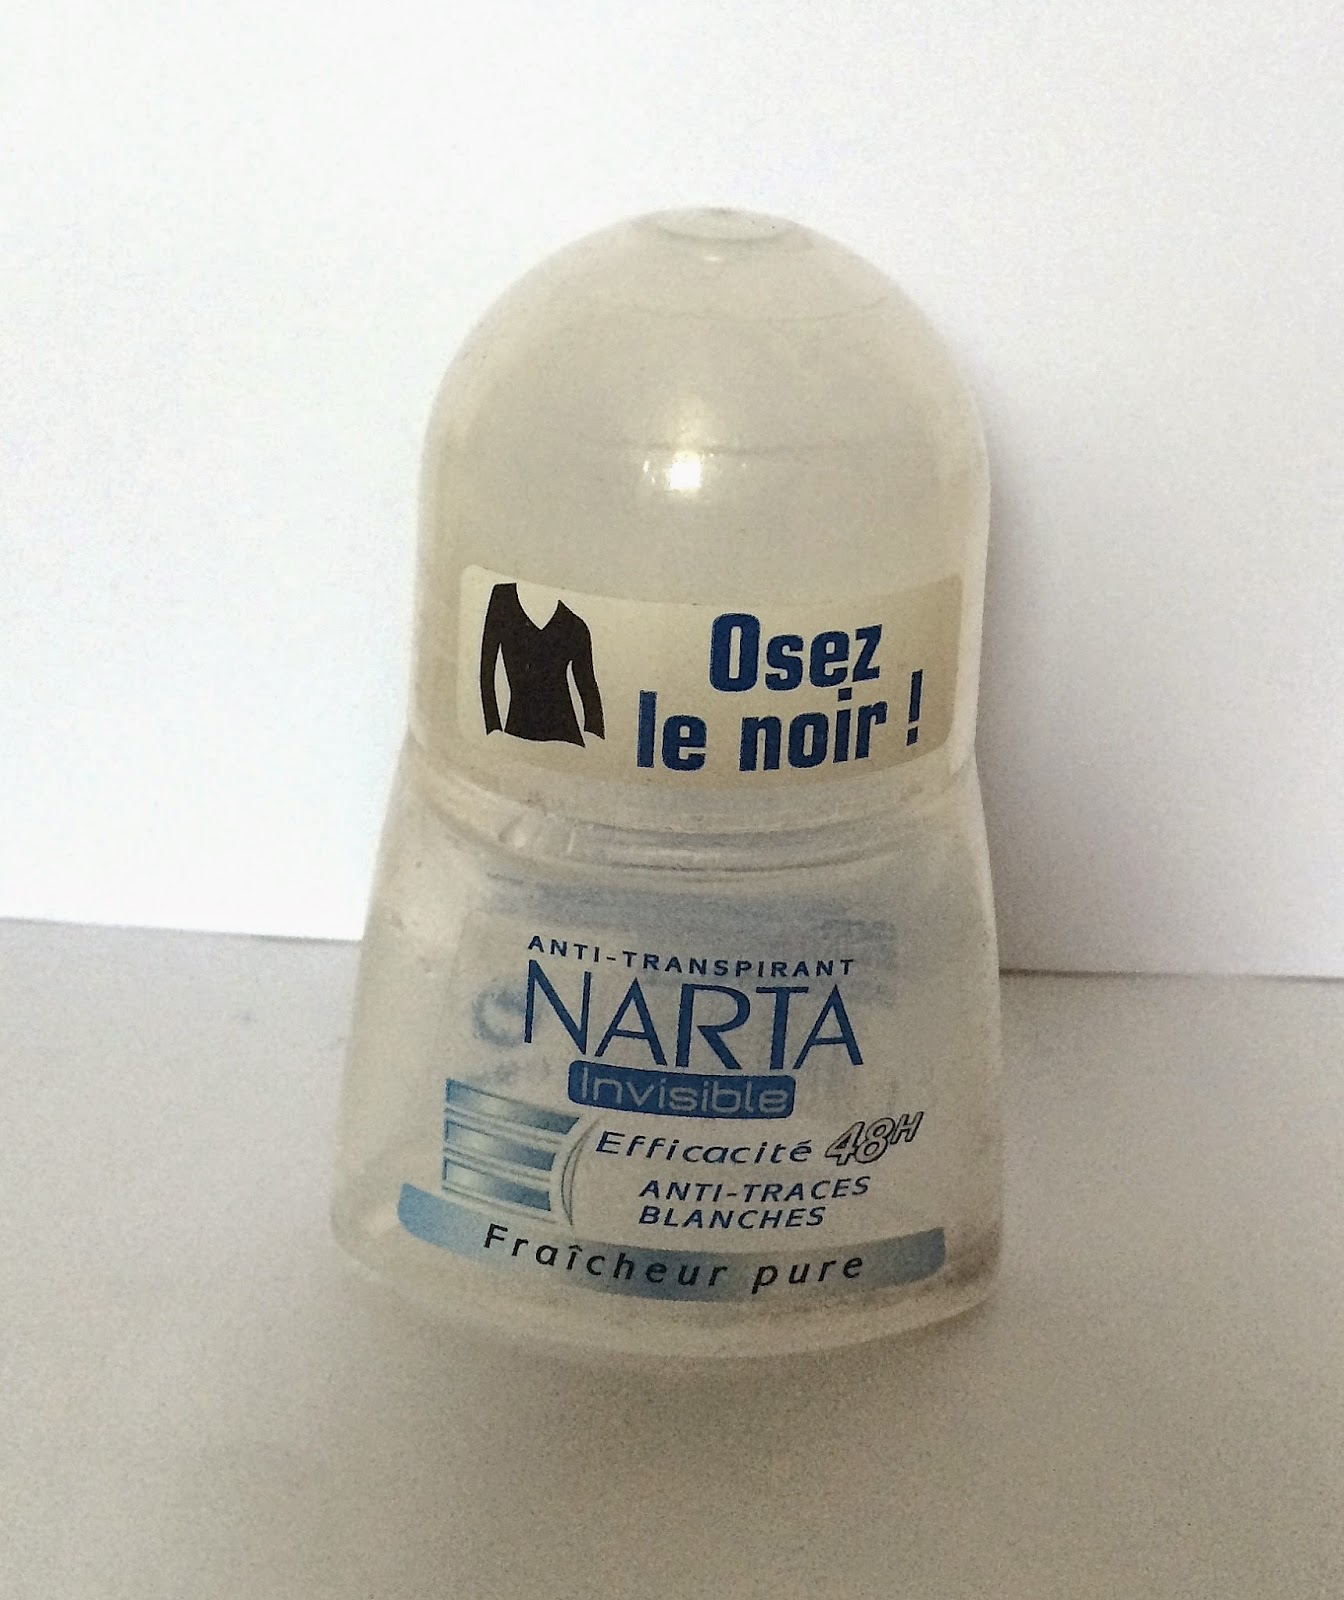 Osez
le noir !
ANTI-TRANSPIRANT
NARTA
Invisible
Efficacité 48H
ANTI-TRACES
BLANCHES
Fraîcheur pure